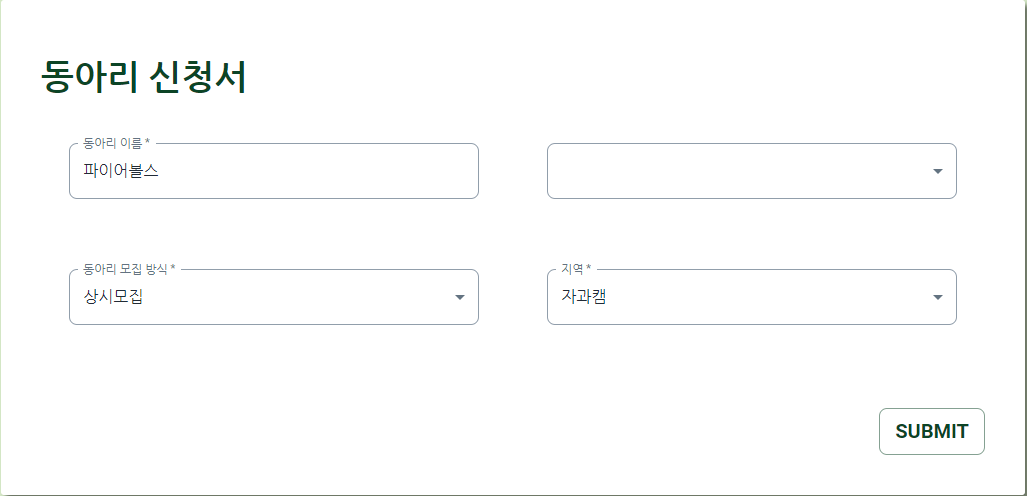 동아리 신청서
동아리 이름 *
파이어볼스
동아리 모집 방식 *
상시모집
지역 *
자과캠
SUBMIT